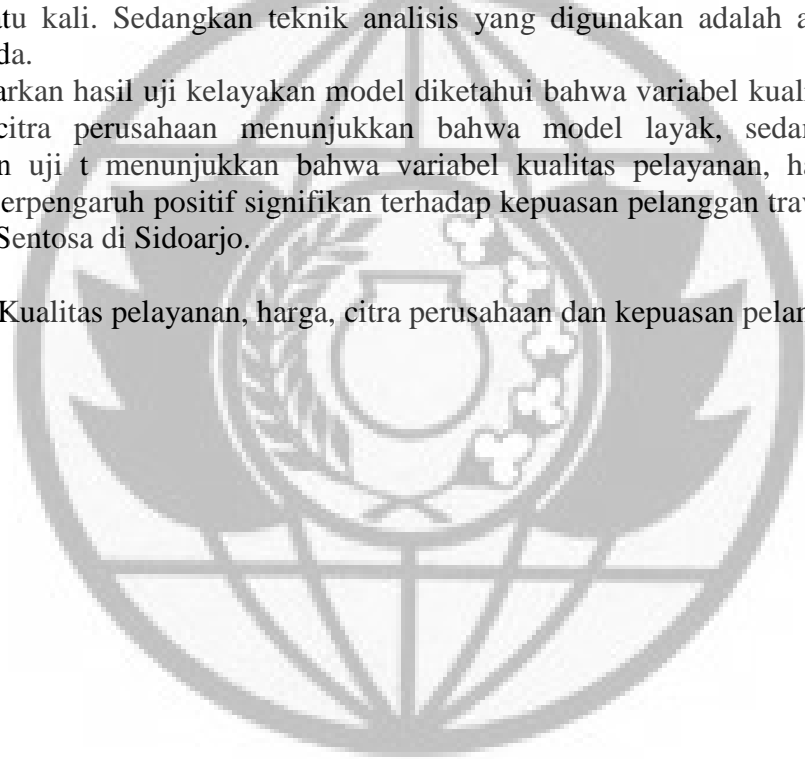 atu kali. Sedangkan teknik analisis yang digunakan adalah a
da.
arkan hasil uji kelayakan model diketahui bahwa variabel kuali
citra perusahaan menunjukkan bahwa model layak, sedan
n uji t menunjukkan bahwa variabel kualitas pelayanan, ha
erpengaruh positif signifikan terhadap kepuasan pelanggan trav
Sentosa di Sidoarjo.
Kualitas pelayanan, harga, citra perusahaan dan kepuasan pelan